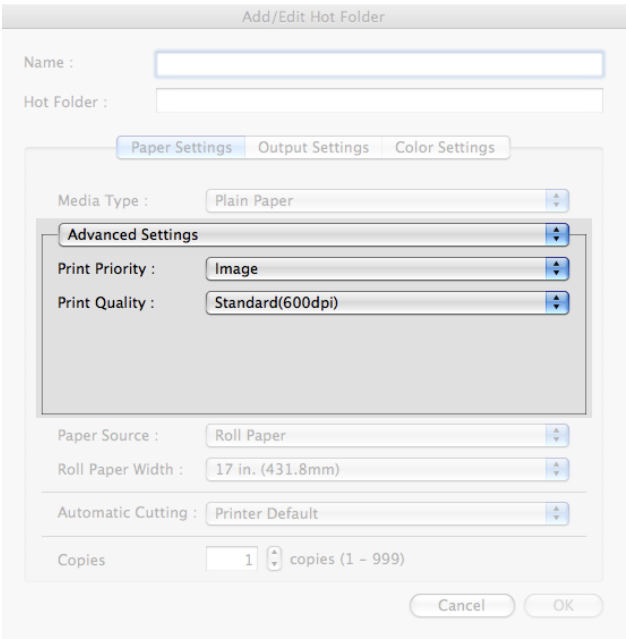 Add/Edit Hot Folder
Name :
Hot Folder :
Paper Settings Output Settings Color Settings
Media Type : Plain Paper
Advanced Settings
Print Priority : Image
Print Quality : Standard(600dpi)
Paper Source : Roll Paper
Roll Paper Width : 17 in. (431.8mm)
Automatic Cutting : Printer Default
Copies 1 copies (1 – 999)
Cancel OK